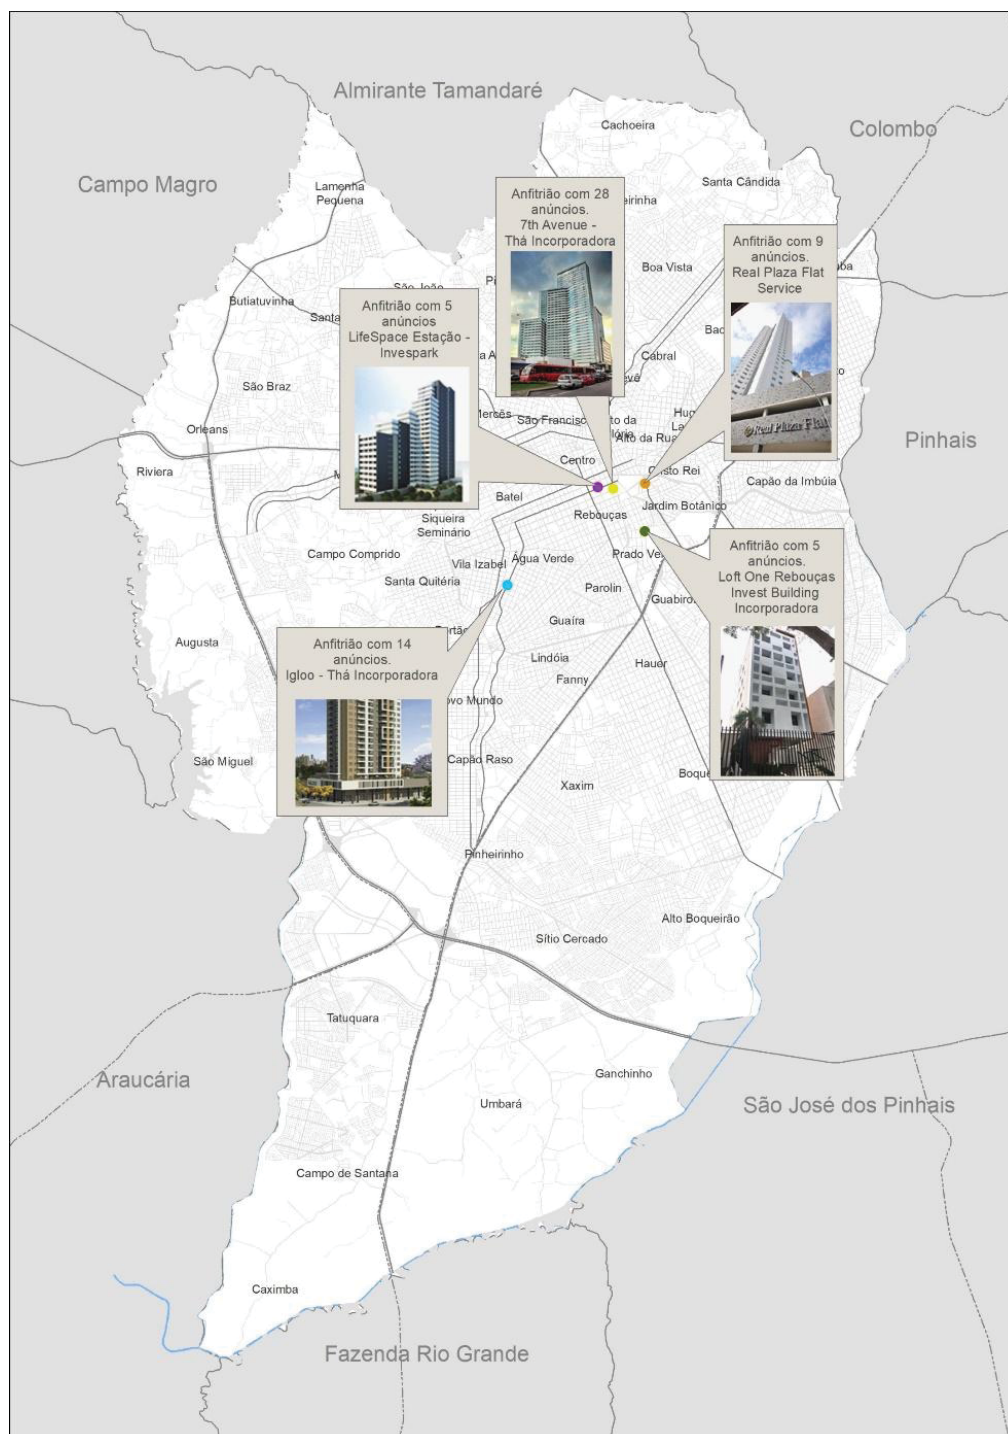 Almirante Tamandaré
Colombo
Campo Magro
Cachoeira
Santa Cândida
Lamenha
Pequena
Anfitrião com 28
anúncios.
7th Avenue -
Thá Incorporadora
Anfitrião com 9
anúncios.
Real Plaza Flat
Service
Boa Vista
Butiatuvinha
Anfitrião com 5
anúncios
LifeSpace Estação -
Invespark
Cabral
São Braz
Real Plaza Flat
Mercês
São Francisco
Orleans
Pinhais
Riviera
Centro
Cristo Rei
Capão da Imbúia
Batel
Jardim Botânico
Rebouças
Siqueira
Seminário
Campo Comprido
Água Verde
Vila Izabel
Santa Quitéria
Parolin
Anfitrião com 5
anúncios.
Loft One Rebouças
Invest Building
Incorporadora
Guaíra
Augusta
Anfitrião com 14
anúncios.
Igloo - Thá Incorporadora
Lindóia
Hauer
Fanny
São Miguel
Capão Raso
Xaxim
Pinheirinho
Alto Boqueirão
Sítio Cercado
Tatuquara
Ganchinho
Araucária
Umbará
São José dos Pinhais
Campo de Santana
Caximba
Fazenda Rio Grande